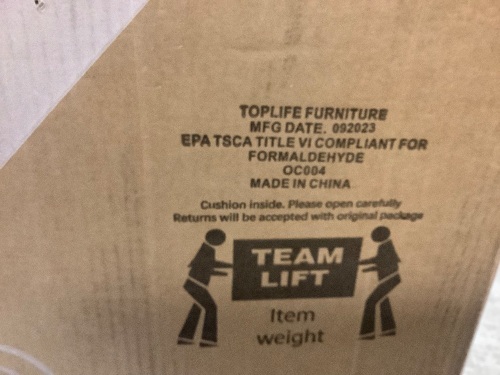 TOPLIFE FURNITURE
MFG DATE. 092023
EPA TSCA TITLE VI COMPLIANT FOR
FORMALDEHYDE
OC004
MADE IN CHINA
Cushion inside. Please open carefully
Returns will be accepted with original package
TEAM
LIFT
Item
weight